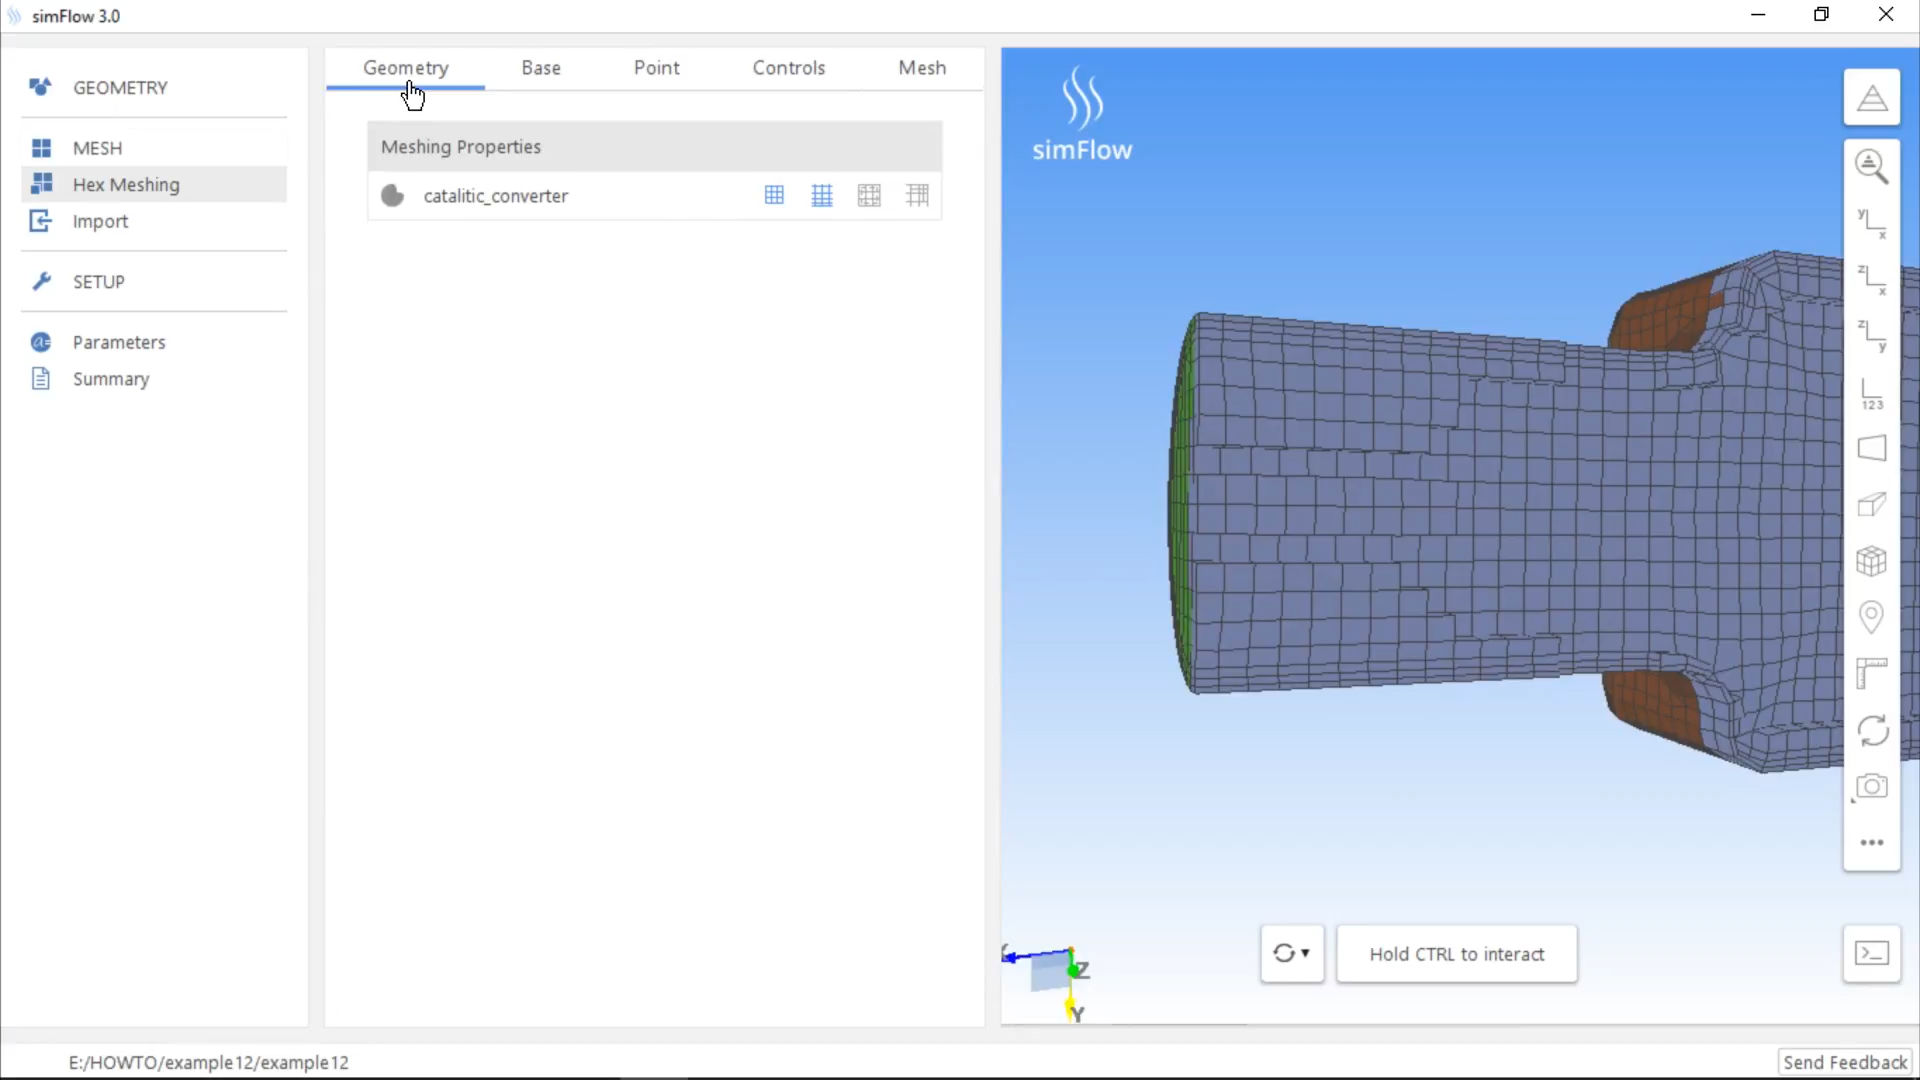 simFlow 3.0
GEOMETRY
MESH
Hex Meshing
Import
SETUP
Parameters
Summary
Geometry
Base
Point
Controls
Mesh
Meshing Properties
catalitic_converter
simFlow
y
x
z
x
z
y
123
Z
Y
Hold CTRL to interact
E:/HOWTO/example12/example12
Send Feedback